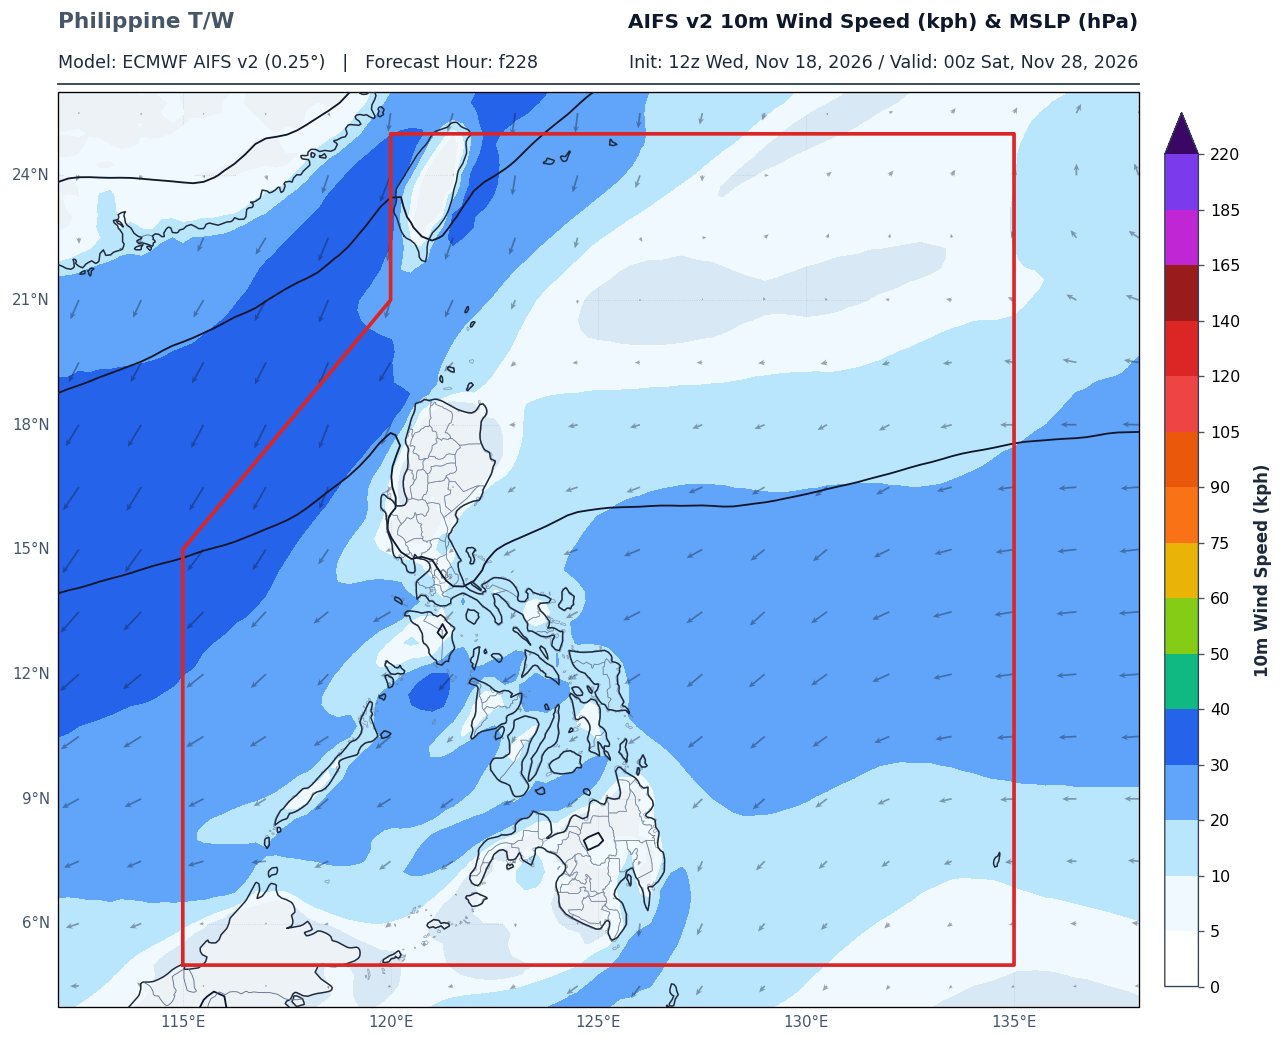 Philippine T/W
AIFS v2 10m Wind Speed (kph) & MSLP (hPa)
Model: ECMWF AIFS v2 (0.25°) | Forecast Hour: f228
Init: 12z Wed, Nov 18, 2026 / Valid: 00z Sat, Nov 28, 2026
24°N
21°N
18°N
15°N
12°N
9°N
6°N
115°E
120°E
125°E
130°E
135°E
220
185
165
140
120
105
90
75
60
50
40
30
20
10
5
0
10m Wind Speed (kph)